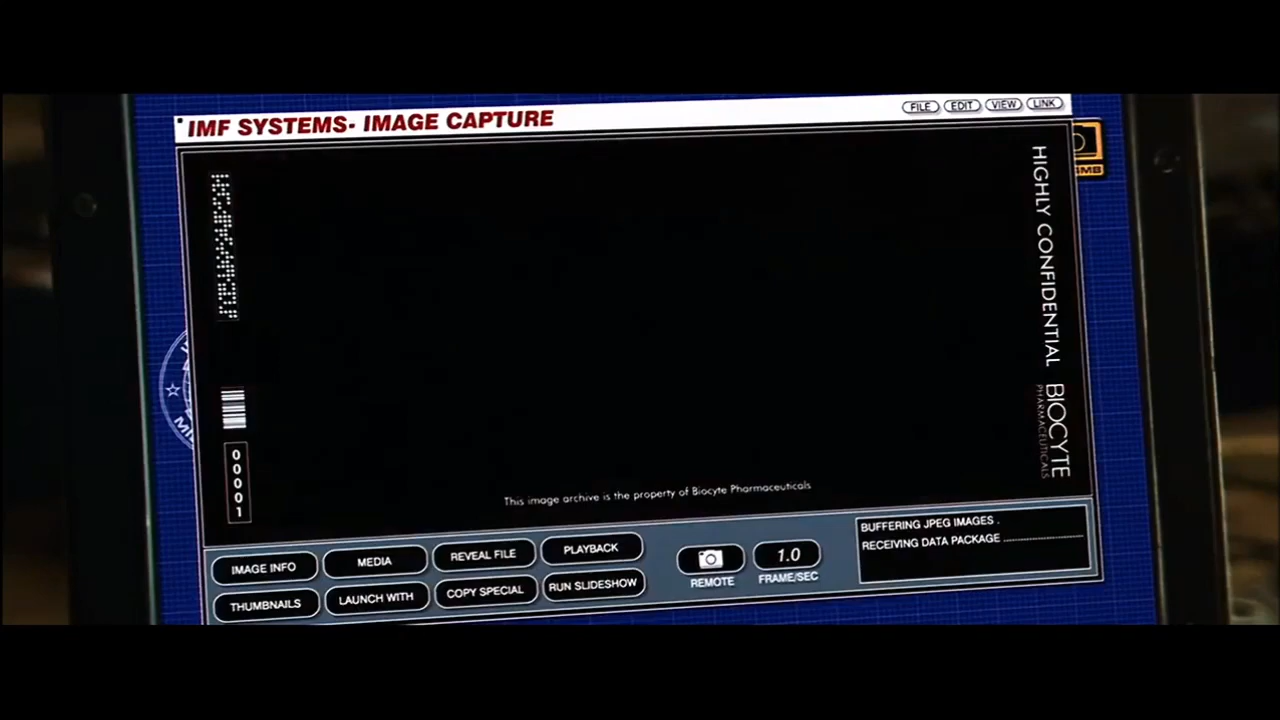 IMF SYSTEMS- IMAGE CAPTURE
FILE
EDIT
VIEW
LINK
HIGHLY CONFIDENTIAL
BIOCYTE
PHARMACEUTICALS
00001
This image archive is the property of Biocyte Pharmaceuticals
IMAGE INFO
MEDIA
REVEAL FILE
PLAYBACK
THUMBNAILS
LAUNCH WITH
COPY SPECIAL
RUN SLIDESHOW
REMOTE
1.0
FRAME/SEC
BUFFERING JPEG IMAGES .
RECEIVING DATA PACKAGE ........................